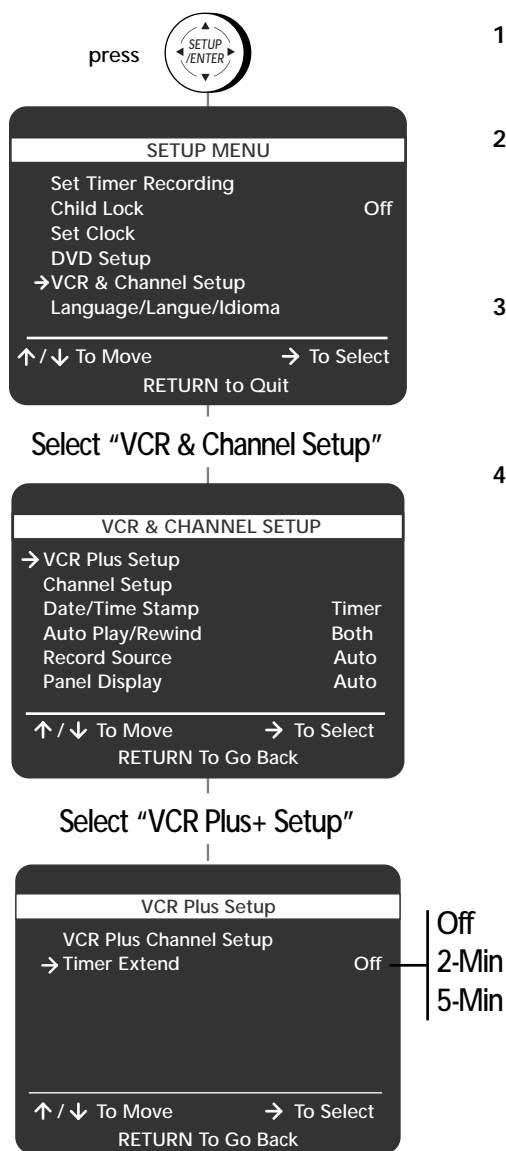 press
SETUP
/ENTER
1
SETUP MENU
2
Set Timer Recording
Child Lock Off
Set Clock
DVD Setup
→VCR & Channel Setup
Language/Langue/Idioma
3
↑/↓ To Move → To Select
RETURN to Quit
Select “VCR & Channel Setup”
4
VCR & CHANNEL SETUP
→VCR Plus Setup
Channel Setup
Date/Time Stamp Timer
Auto Play/Rewind Both
Record Source Auto
Panel Display Auto
↑/↓ To Move → To Select
RETURN To Go Back
Select “VCR Plus+ Setup”
VCR Plus Setup
VCR Plus Channel Setup
→Timer Extend Off
Off
2-Min
5-Min
↑/↓ To Move → To Select
RETURN To Go Back